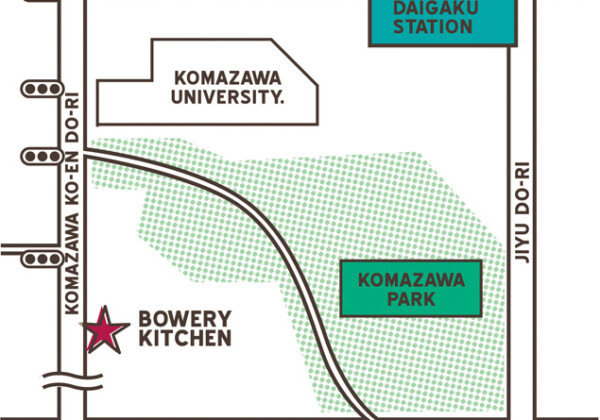 DAIGAKU
STATION
KOMAZAWA
UNIVERSITY.
KOMAZAWA KO-EN DO-RI
JIYU DO-RI
KOMAZAWA
PARK
BOWERY
KITCHEN